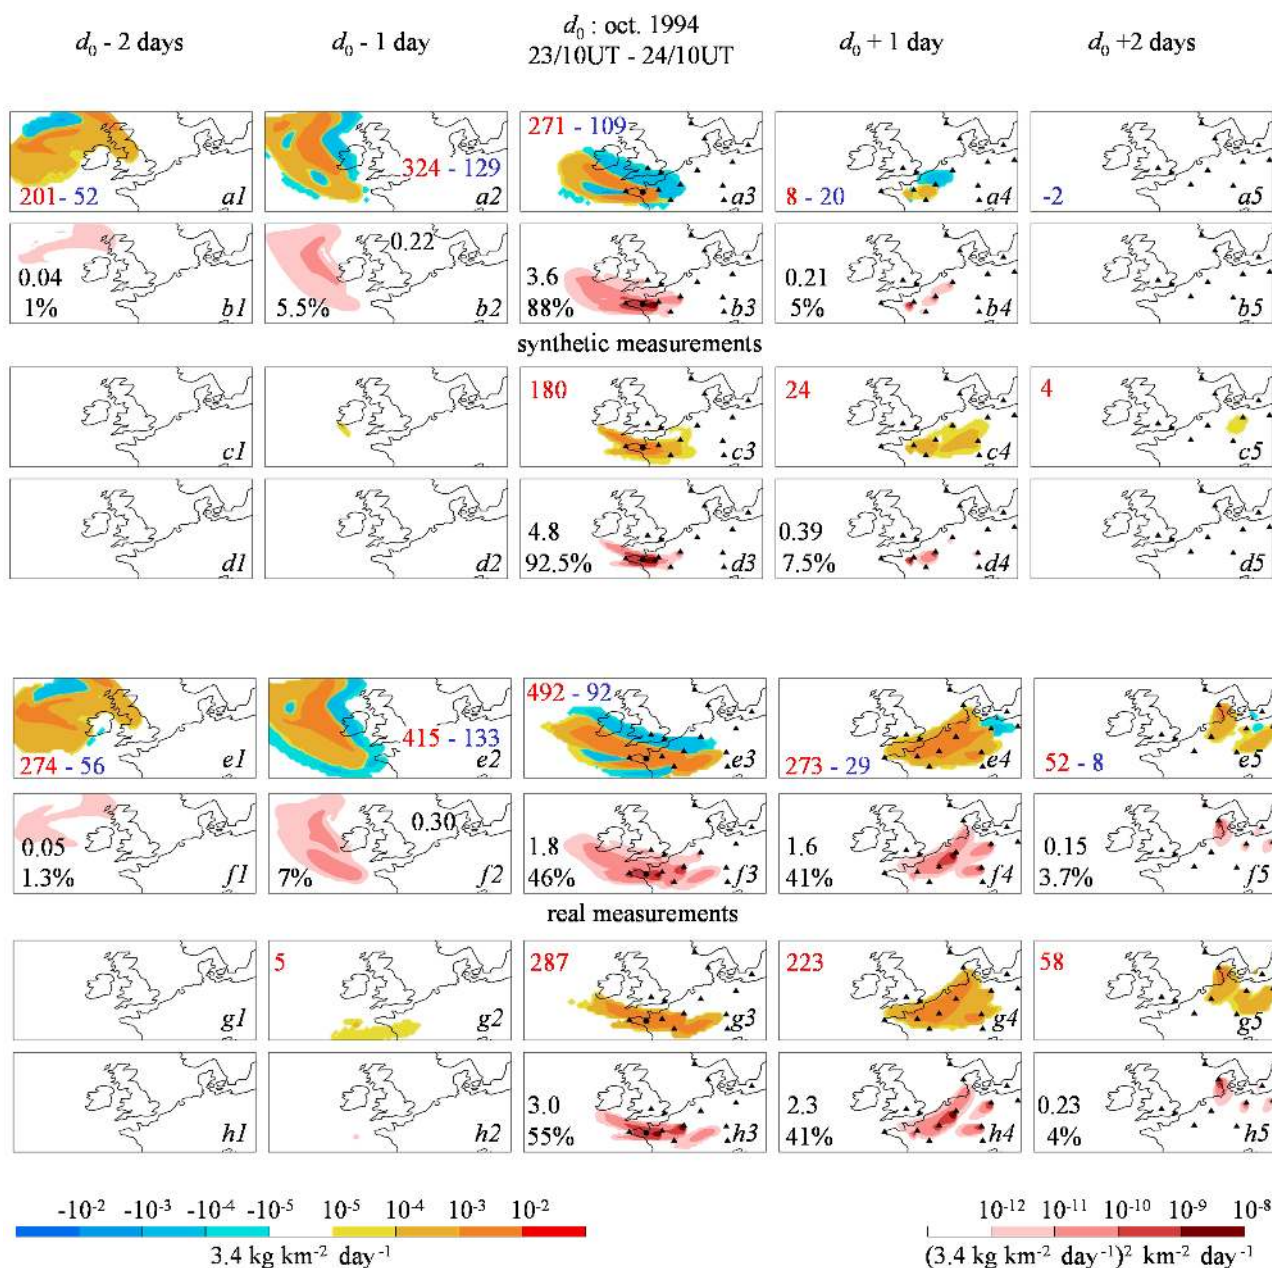 d₀ - 2 days
d₀ - 1 day
d₀ : oct. 1994
23/10UT - 24/10UT
d₀ + 1 day
d₀ +2 days
201- 52 a1
324 - 129 a2
271 - 109 a3
8 - 20 a4
-2 a5
0.04
1% b1
0.22
5.5% b2
3.6
88% b3
0.21
5% b4
b5
synthetic measurements
c1
c2
180 c3
24 c4
4 c5
d1
d2
4.8
92.5% d3
0.39
7.5% d4
d5
274 - 56 e1
415 - 133 e2
492 - 92 e3
273 - 29 e4
52 - 8 e5
0.05
1.3% f1
0.30
7% f2
1.8
46% f3
1.6
41% f4
0.15
3.7% f5
real measurements
g1
5 g2
287 g3
223 g4
58 g5
h1
h2
3.0
55% h3
2.3
41% h4
0.23
4% h5
-10⁻² -10⁻³ -10⁻⁴ -10⁻⁵ 10⁻⁵ 10⁻⁴ 10⁻³ 10⁻²
3.4 kg km⁻² day⁻¹
10⁻¹² 10⁻¹¹ 10⁻¹⁰ 10⁻⁹ 10⁻⁸
(3.4 kg km⁻² day⁻¹)² km⁻² day⁻¹